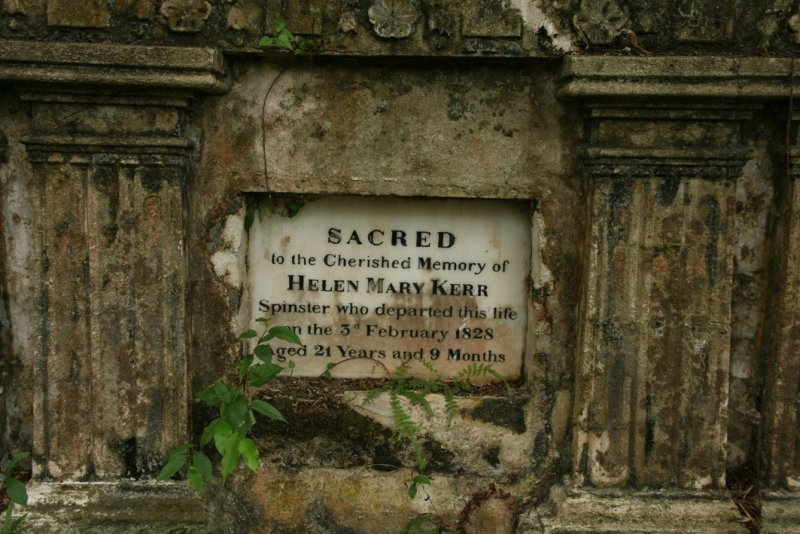 SACRED
to the Cherished Memory of
HELEN MARY KERR
Spinster who departed this life
on the 3d February 1828
Aged 21 Years and 9 Months